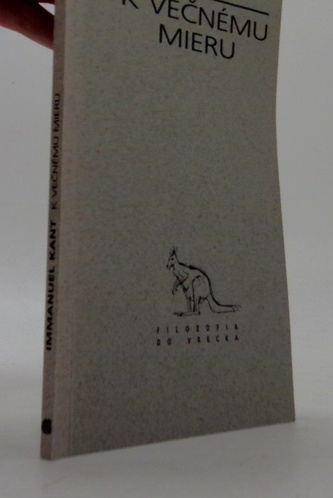 K VEČNÉMU
MIERU
IMMANUEL KANT K VEČNÉMU MIERU
FILOZOFIA
DO VRECKA